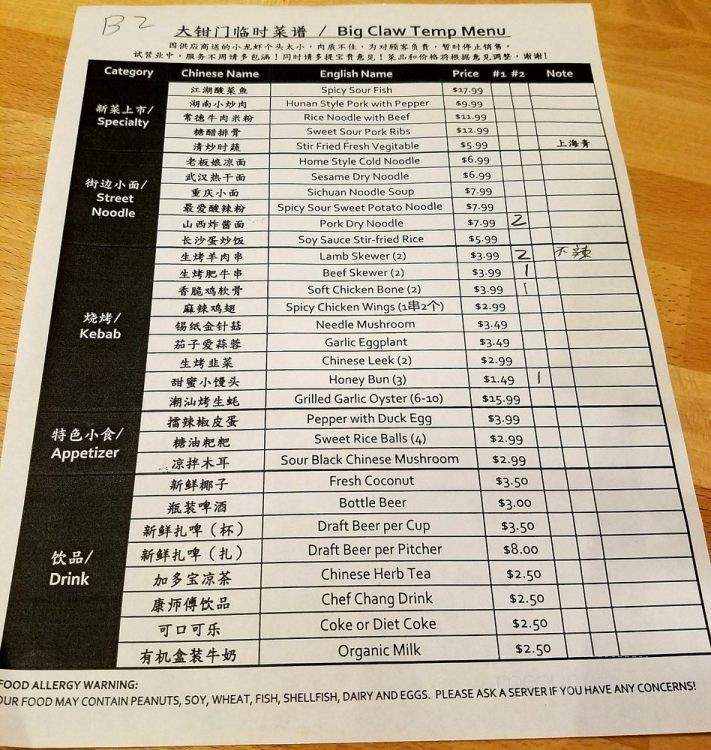 B2
大钳门临时菜谱 / Big Claw Temp Menu
因供应商送的小龙虾个头太小，肉质不佳，为对顾客负责，暂时停止销售。
试营业中，服务不周请多包涵！同时请多提宝贵意见！菜品和价格将根据意见调整，谢谢！
Category Chinese Name English Name Price #1 #2 Note
新菜上市/ Specialty
江湖酸菜鱼 Spicy Sour Fish $17.99
湖南小炒肉 Hunan Style Pork with Pepper $9.99
常德牛肉米粉 Rice Noodle with Beef $11.99
糖醋排骨 Sweet Sour Pork Ribs $12.99
清炒时蔬 Stir Fried Fresh Vegitable $5.99 上海青
街边小面/ Street Noodle
老板娘凉面 Home Style Cold Noodle $6.99
武汉热干面 Sesame Dry Noodle $6.99
重庆小面 Sichuan Noodle Soup $7.99
最爱酸辣粉 Spicy Sour Sweet Potato Noodle $7.99
山西炸酱面 Pork Dry Noodle $7.99 2
长沙蛋炒饭 Soy Sauce Stir-fried Rice $5.99
烧烤/ Kebab
生烤羊肉串 Lamb Skewer (2) $3.99 2 不辣
生烤肥牛串 Beef Skewer (2) $3.99 1
香脆鸡软骨 Soft Chicken Bone (2) $3.99 1
麻辣鸡翅 Spicy Chicken Wings (1串2个) $2.99
锡纸金针菇 Needle Mushroom $3.49
茄子爱蒜蓉 Garlic Eggplant $3.49
生烤韭菜 Chinese Leek (2) $2.99
甜蜜小馒头 Honey Bun (3) $1.49 1
潮汕烤生蚝 Grilled Garlic Oyster (6-10) $15.99
特色小食/ Appetizer
擂辣椒皮蛋 Pepper with Duck Egg $3.99
糖油粑粑 Sweet Rice Balls (4) $2.99
凉拌木耳 Sour Black Chinese Mushroom $2.99
饮品/ Drink
新鲜椰子 Fresh Coconut $3.50
瓶装啤酒 Bottle Beer $3.00
新鲜扎啤（杯） Draft Beer per Cup $3.50
新鲜扎啤（扎） Draft Beer per Pitcher $8.00
加多宝凉茶 Chinese Herb Tea $2.50
康师傅饮品 Chef Chang Drink $2.50
可口可乐 Coke or Diet Coke $2.50
有机盒装牛奶 Organic Milk $2.50
FOOD ALLERGY WARNING:
OUR FOOD MAY CONTAIN PEANUTS, SOY, WHEAT, FISH, SHELLFISH, DAIRY AND EGGS. PLEASE ASK A SERVER IF YOU HAVE ANY CONCERNS!